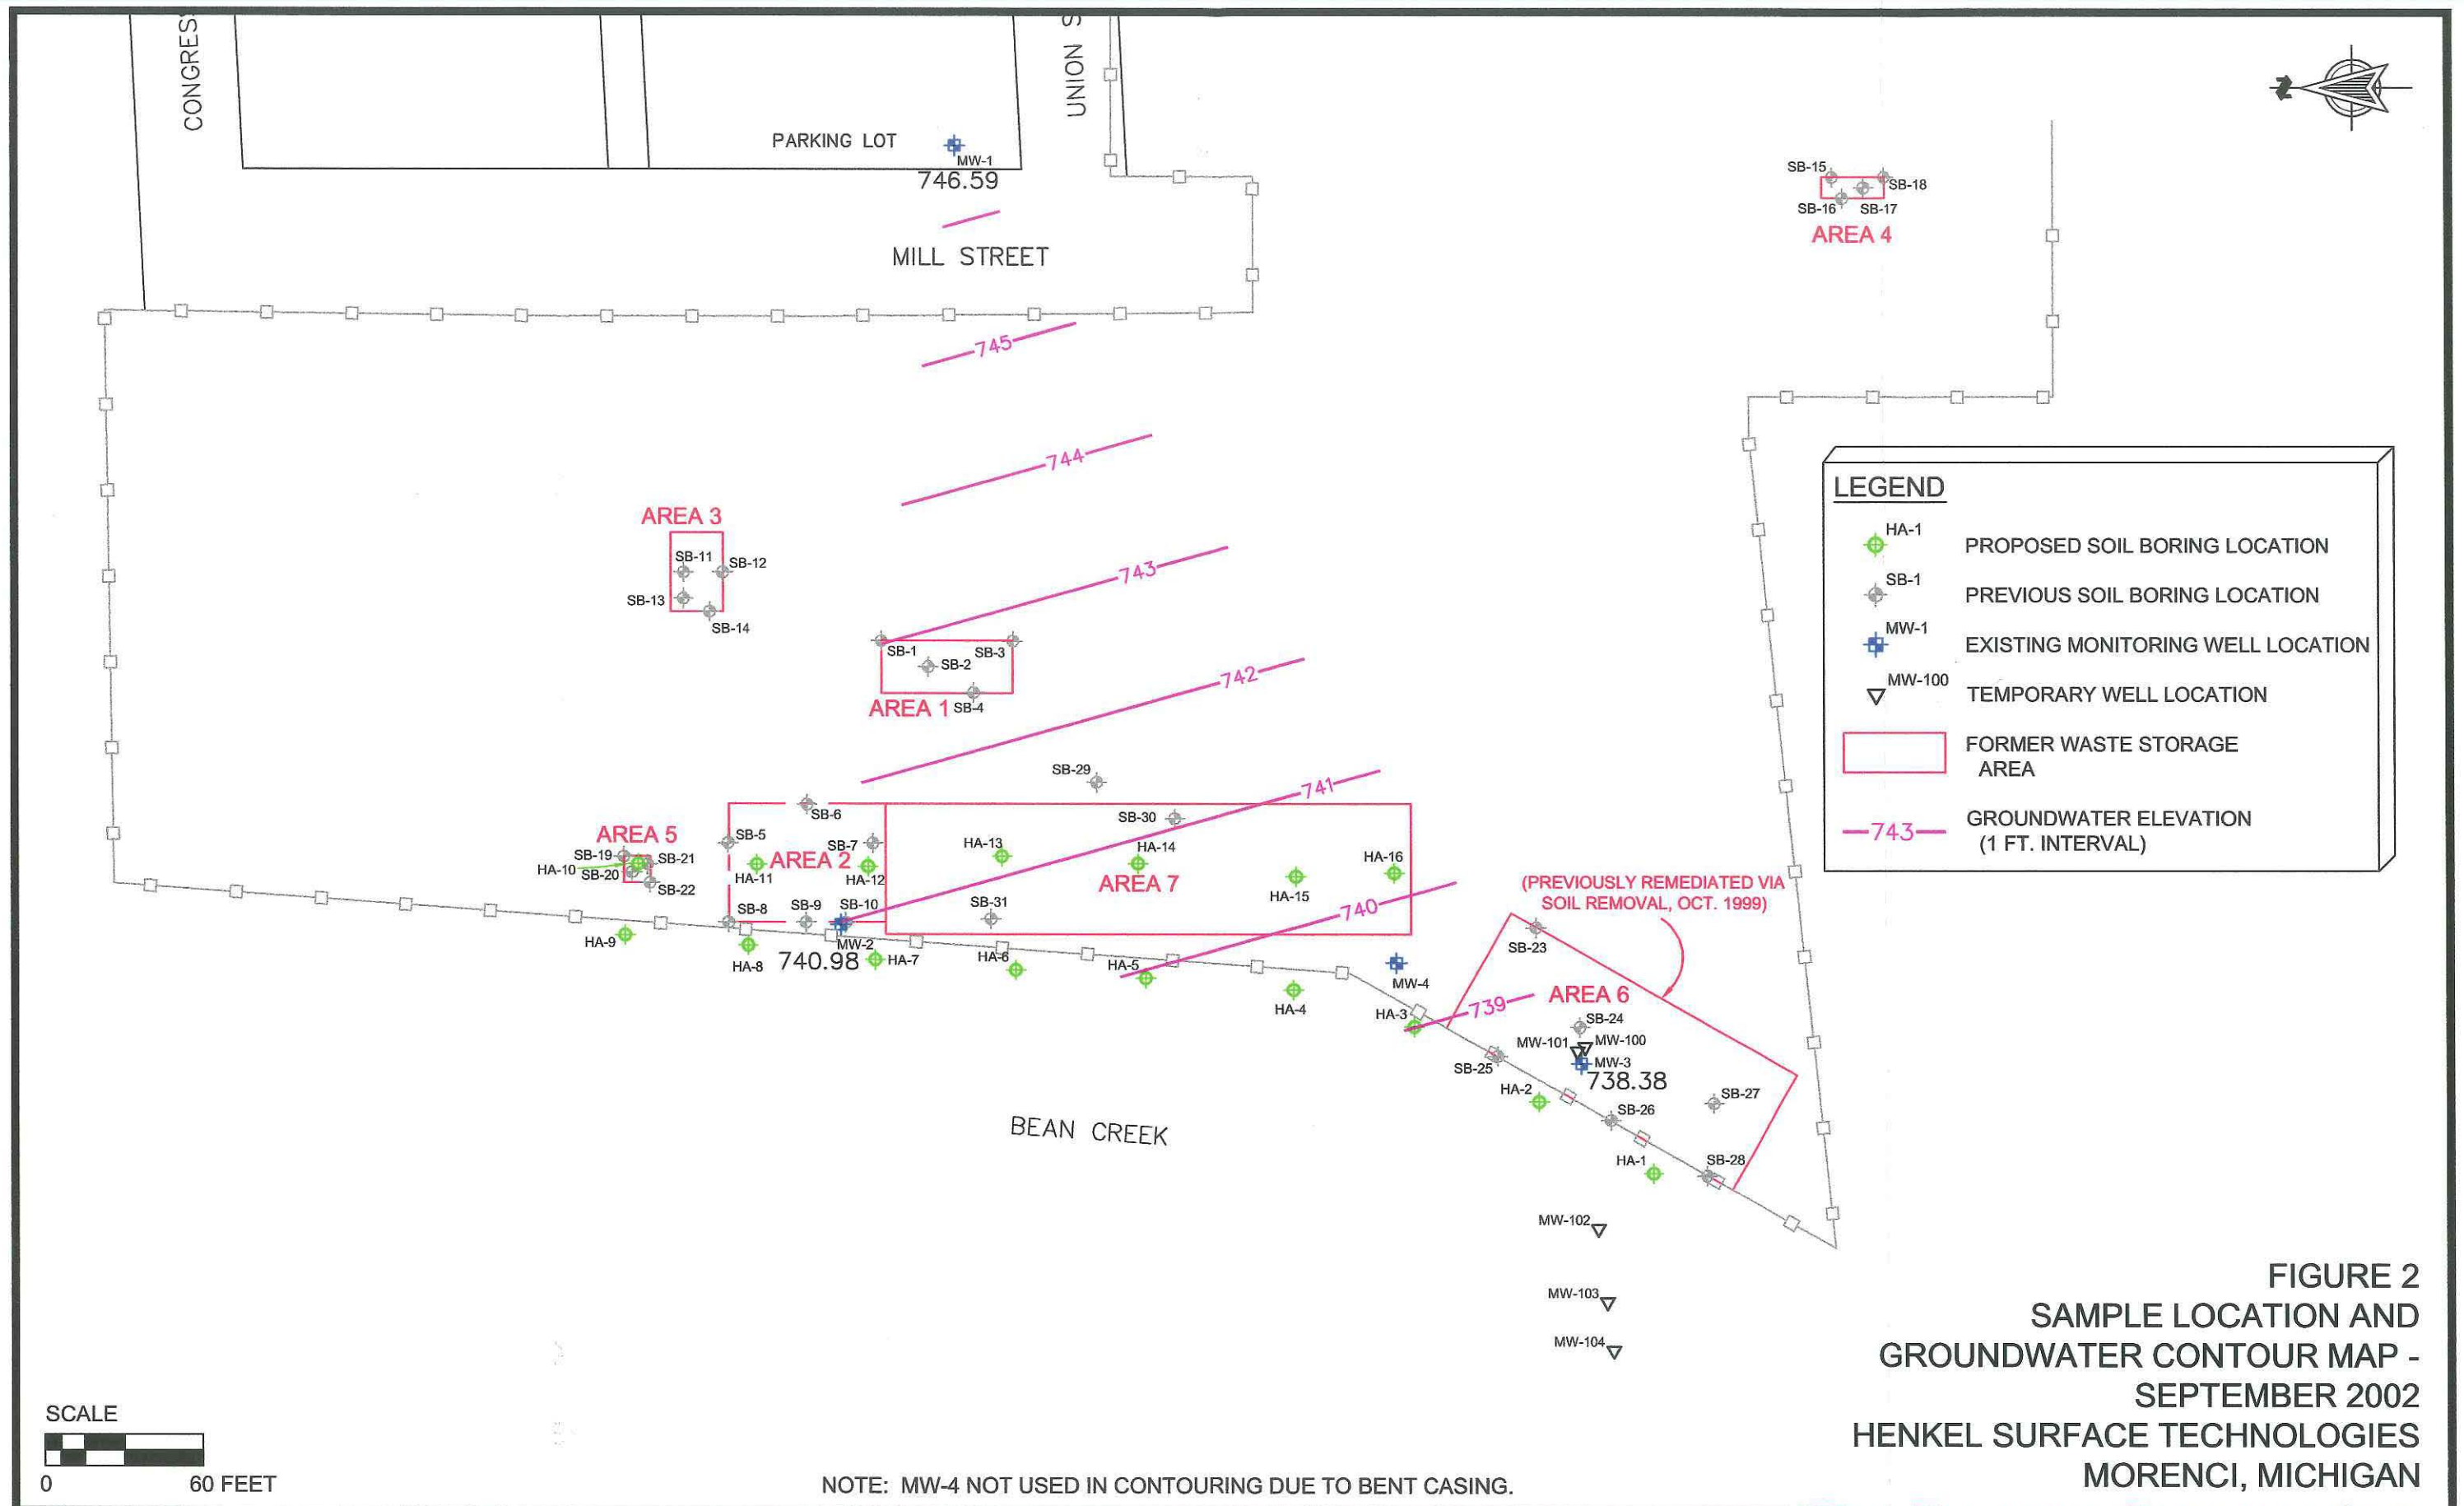 CONGRES
UNION S
PARKING LOT
MW-1
746.59
MILL STREET
SB-15
SB-18
SB-16
SB-17
AREA 4
745
744
743
742
741
740
739
AREA 3
SB-11
SB-12
SB-13
SB-14
SB-1
SB-3
SB-2
AREA 1
SB-4
SB-29
SB-6
SB-5
SB-7
AREA 5
SB-19
SB-21
HA-10
SB-20
SB-22
AREA 2
HA-11
HA-12
SB-30
HA-13
HA-14
HA-16
AREA 7
HA-15
SB-8
SB-9
SB-10
SB-31
MW-2
740.98
HA-9
HA-8
HA-7
HA-6
HA-5
HA-4
MW-4
HA-3
(PREVIOUSLY REMEDIATED VIA
SOIL REMOVAL, OCT. 1999)
SB-23
AREA 6
SB-24
MW-101
MW-100
MW-3
738.38
SB-25
HA-2
SB-26
SB-27
HA-1
SB-28
BEAN CREEK
MW-102
MW-103
MW-104
LEGEND
HA-1
PROPOSED SOIL BORING LOCATION
SB-1
PREVIOUS SOIL BORING LOCATION
MW-1
EXISTING MONITORING WELL LOCATION
MW-100
TEMPORARY WELL LOCATION
FORMER WASTE STORAGE
AREA
743
GROUNDWATER ELEVATION
(1 FT. INTERVAL)
FIGURE 2
SAMPLE LOCATION AND
GROUNDWATER CONTOUR MAP -
SEPTEMBER 2002
HENKEL SURFACE TECHNOLOGIES
MORENCI, MICHIGAN
SCALE
0 60 FEET
NOTE: MW-4 NOT USED IN CONTOURING DUE TO BENT CASING.